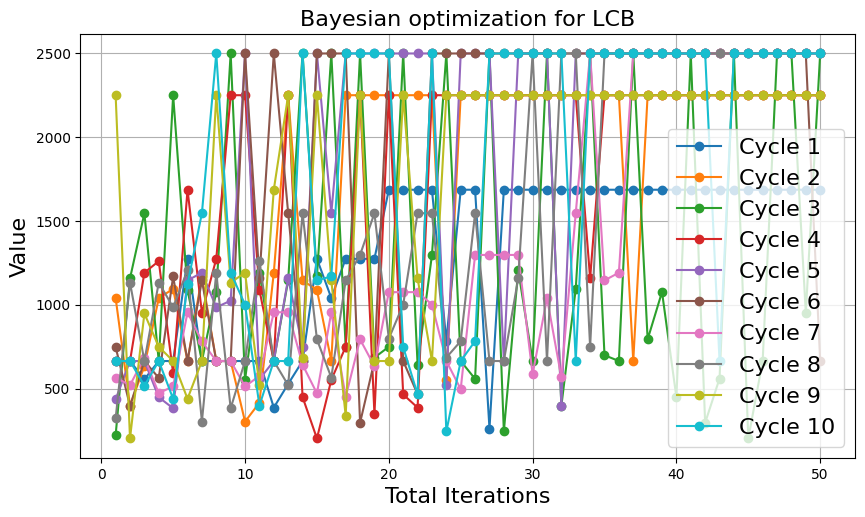 Bayesian optimization for LCB
2500
2000
1500
1000
500
Value
0
10
20
30
40
50
Total Iterations
Cycle 1
Cycle 2
Cycle 3
Cycle 4
Cycle 5
Cycle 6
Cycle 7
Cycle 8
Cycle 9
Cycle 10